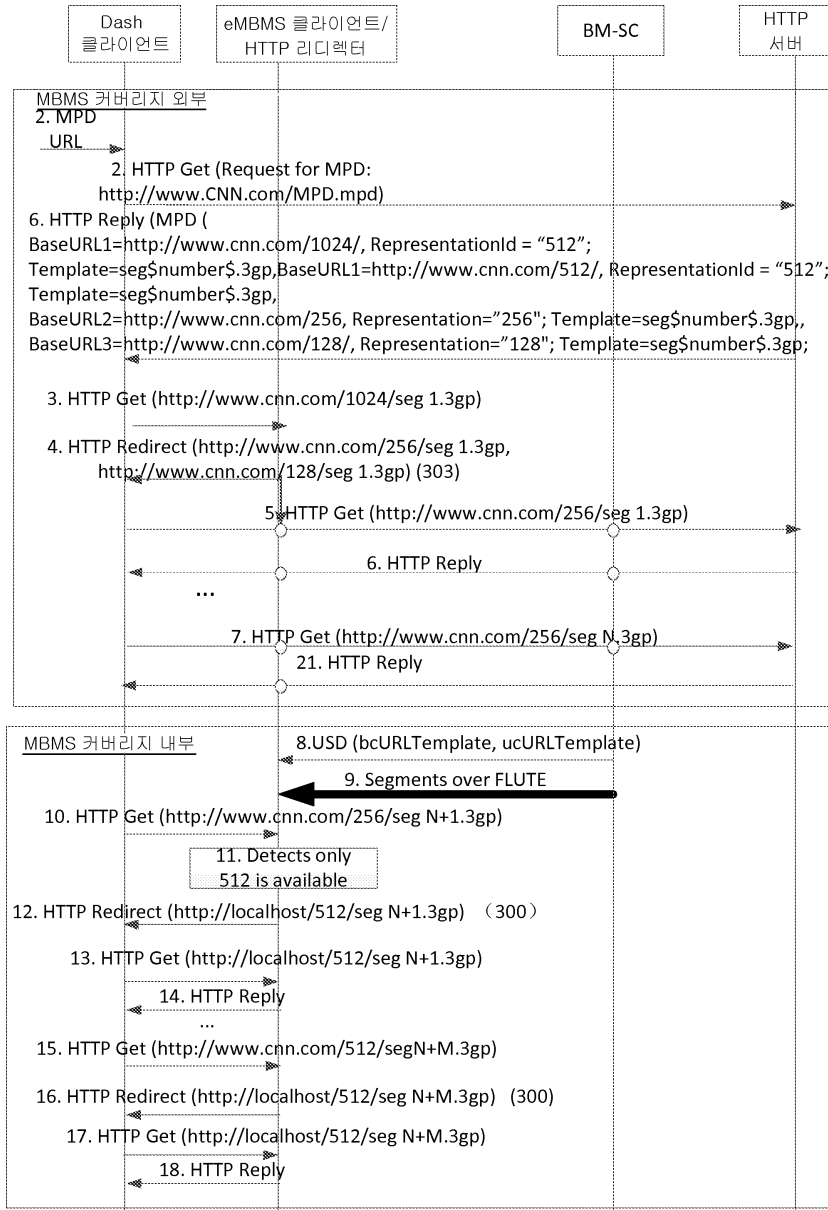 Dash
클라이언트
eMBMS 클라이언트/
HTTP 리디렉터
BM-SC
HTTP
서버
MBMS 커버리지 외부
2. MPD
URL
2. HTTP Get (Request for MPD:
http://www.CNN.com/MPD.mpd)
6. HTTP Reply (MPD (
BaseURL1=http://www.cnn.com/1024/, RepresentationId = “512”;
Template=seg$number$.3gp,BaseURL1=http://www.cnn.com/512/, RepresentationId = “512”;
Template=seg$number$.3gp,
BaseURL2=http://www.cnn.com/256, Representation=”256"; Template=seg$number$.3gp,,
BaseURL3=http://www.cnn.com/128/, Representation=”128"; Template=seg$number$.3gp;
3. HTTP Get (http://www.cnn.com/1024/seg 1.3gp)
4. HTTP Redirect (http://www.cnn.com/256/seg 1.3gp,
http://www.cnn.com/128/seg 1.3gp) (303)
5. HTTP Get (http://www.cnn.com/256/seg 1.3gp)
6. HTTP Reply
...
7. HTTP Get (http://www.cnn.com/256/seg N.3gp)
21. HTTP Reply
MBMS 커버리지 내부
8.USD (bcURLTemplate, ucURLTemplate)
9. Segments over FLUTE
10. HTTP Get (http://www.cnn.com/256/seg N+1.3gp)
11. Detects only
512 is available
12. HTTP Redirect (http://localhost/512/seg N+1.3gp) （300）
13. HTTP Get (http://localhost/512/seg N+1.3gp)
14. HTTP Reply
...
15. HTTP Get (http://www.cnn.com/512/segN+M.3gp)
16. HTTP Redirect (http://localhost/512/seg N+M.3gp) (300)
17. HTTP Get (http://localhost/512/seg N+M.3gp)
18. HTTP Reply